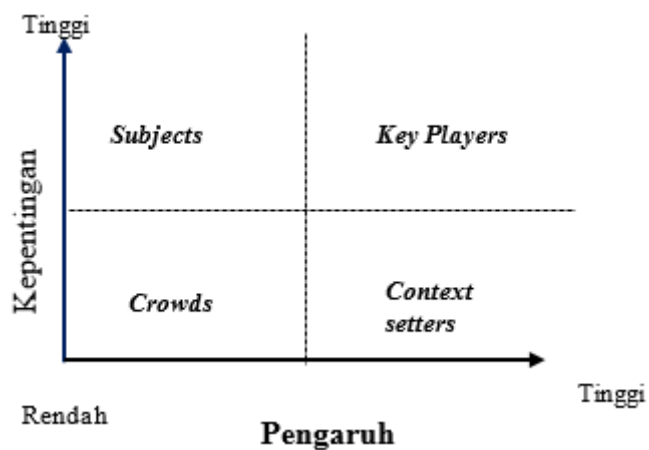 Tinggi
Subjects
Key Players
Kepentingan
Crowds
Context
setters
Tinggi
Rendah
Pengaruh